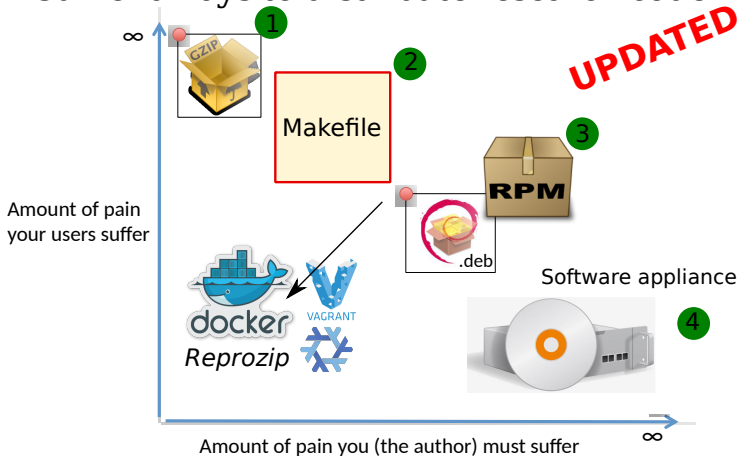 UPDATED
∞
1
GZIP
2
Makefile
3
RPM
Amount of pain
your users suffer
.deb
Software appliance
docker
VAGRANT
4
Reprozip
∞
Amount of pain you (the author) must suffer